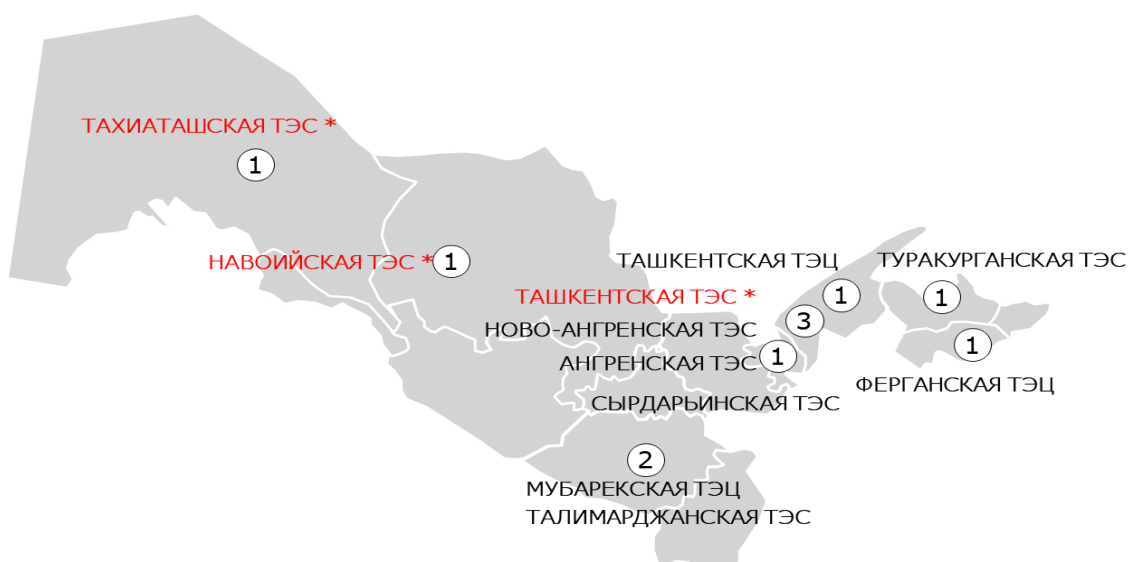 ТАХИАТАШСКАЯ ТЭС *
1
НАВОИЙСКАЯ ТЭС *
1
ТАШКЕНТСКАЯ ТЭЦ
1
ТУРАКУРГАНСКАЯ ТЭС
1
ТАШКЕНТСКАЯ ТЭС *
НОВО-АНГРЕНСКАЯ ТЭС
3
АНГРЕНСКАЯ ТЭС
1
1
ФЕРГАНСКАЯ ТЭЦ
СЫРДАРЬИНСКАЯ ТЭС
2
МУБАРЕКСКАЯ ТЭЦ
ТАЛИМАРДЖАНСКАЯ ТЭС